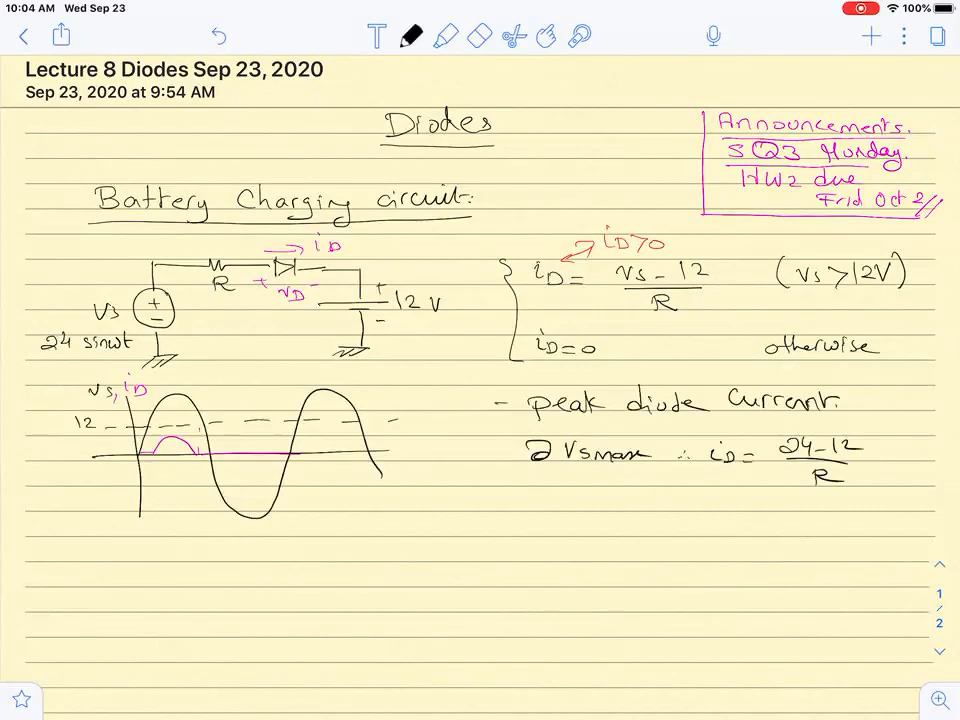 10:04 AM Wed Sep 23
100%
Lecture 8 Diodes Sep 23, 2020
Sep 23, 2020 at 9:54 AM
Diodes
Announcements.
SQ3 Monday.
HW2 due
Frid Oct 2
Battery Charging circuit.
iD
R
+ vD -
Vs
+
-
24 sinwt
+
12 V
-
iD>0
iD = vs - 12 / R (vs > 12V)
iD = 0 otherwise
vs, iD
12
- peak diode current.
∂ Vsmax ∴ iD = 24-12 / R
1
2